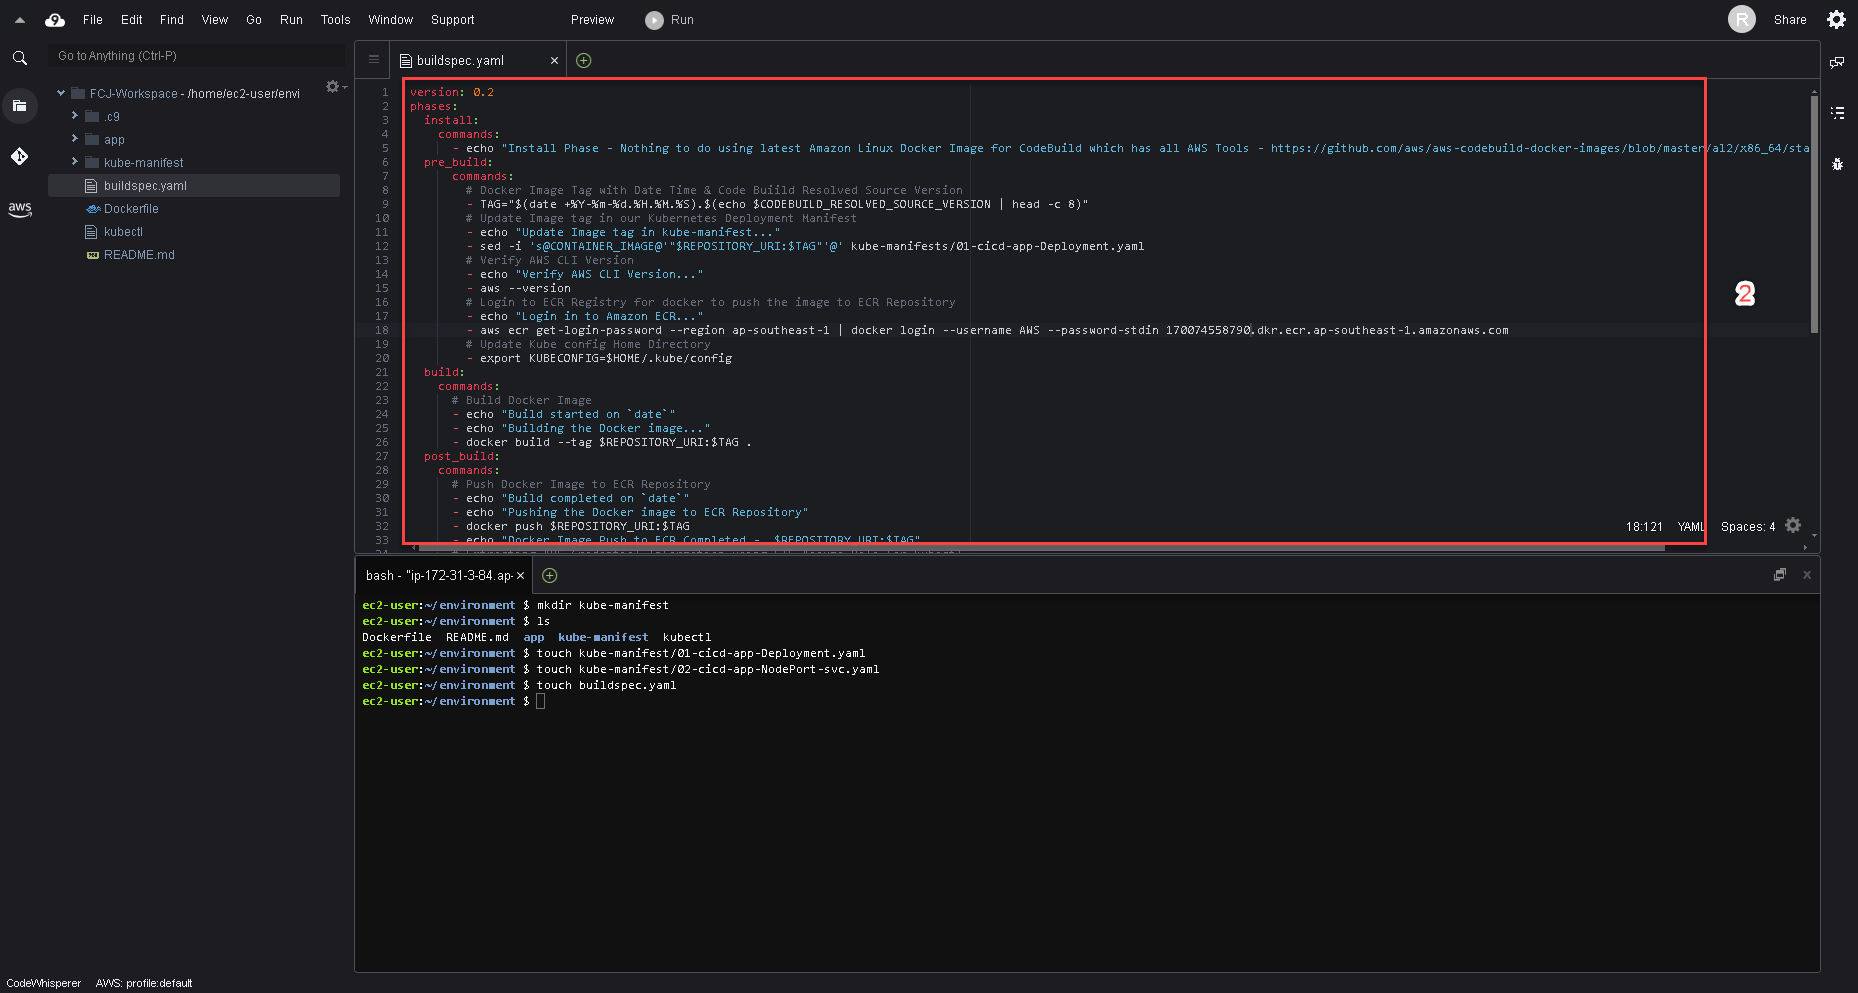 File Edit Find View Go Run Tools Window Support Preview Run R Share
Go to Anything (Ctrl-P)
FCJ-Workspace - /home/ec2-user/envi
.c9
app
kube-manifest
buildspec.yaml
Dockerfile
kubectl
README.md
aws
buildspec.yaml
1 version: 0.2
2 phases:
3 install:
4 commands:
5 - echo "Install Phase - Nothing to do using latest Amazon Linux Docker Image for CodeBuild which has all AWS Tools - https://github.com/aws/aws-codebuild-docker-images/blob/master/al2/x86_64/sta
6 pre_build:
7 commands:
8 # Docker Image Tag with Date Time & Code Buiild Resolved Source Version
9 - TAG="$(date +%Y-%m-%d.%H.%M.%S).$(echo $CODEBUILD_RESOLVED_SOURCE_VERSION | head -c 8)"
10 # Update Image tag in our Kubernetes Deployment Manifest
11 - echo "Update Image tag in kube-manifest..."
12 - sed -i 's@CONTAINER_IMAGE@'"$REPOSITORY_URI:$TAG"'@' kube-manifests/01-cicd-app-Deployment.yaml
13 # Verify AWS CLI Version
14 - echo "Verify AWS CLI Version..."
15 - aws --version
16 # Login to ECR Registry for docker to push the image to ECR Repository
17 - echo "Login in to Amazon ECR..."
18 - aws ecr get-login-password --region ap-southeast-1 | docker login --username AWS --password-stdin 170074558790.dkr.ecr.ap-southeast-1.amazonaws.com
19 # Update Kube config Home Directory
20 - export KUBECONFIG=$HOME/.kube/config
21 build:
22 commands:
23 # Build Docker Image
24 - echo "Build started on `date`"
25 - echo "Building the Docker image..."
26 - docker build --tag $REPOSITORY_URI:$TAG .
27 post_build:
28 commands:
29 # Push Docker Image to ECR Repository
30 - echo "Build completed on `date`"
31 - echo "Pushing the Docker image to ECR Repository"
32 - docker push $REPOSITORY_URI:$TAG
33 - echo "Docker Image Push to ECR Completed - $REPOSITORY_URI:$TAG"
2
18:121 YAML Spaces: 4
bash - "ip-172-31-3-84.ap-
ec2-user:~/environment $ mkdir kube-manifest
ec2-user:~/environment $ ls
Dockerfile README.md app kube-manifest kubectl
ec2-user:~/environment $ touch kube-manifest/01-cicd-app-Deployment.yaml
ec2-user:~/environment $ touch kube-manifest/02-cicd-app-NodePort-svc.yaml
ec2-user:~/environment $ touch buildspec.yaml
ec2-user:~/environment $
CodeWhisperer AWS: profile:default